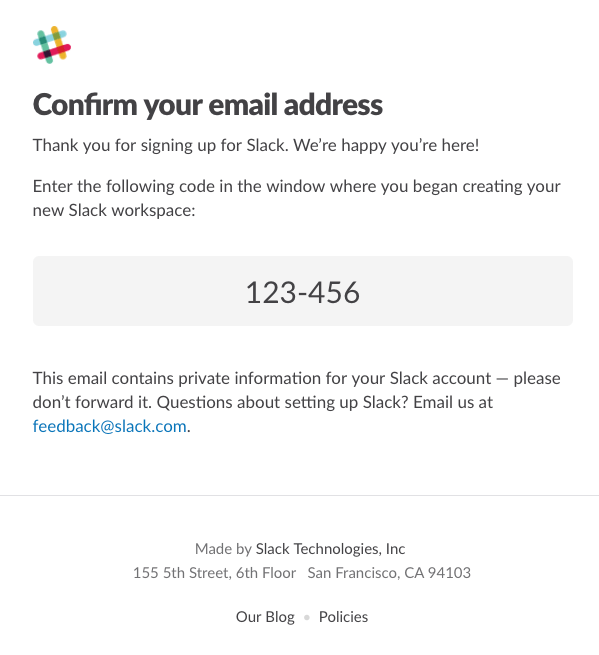 Confirm your email address
Thank you for signing up for Slack. We’re happy you’re here!
Enter the following code in the window where you began creating your
new Slack workspace:
123-456
This email contains private information for your Slack account — please
don’t forward it. Questions about setting up Slack? Email us at
feedback@slack.com.
Made by Slack Technologies, Inc
155 5th Street, 6th Floor   San Francisco, CA 94103
Our Blog • Policies